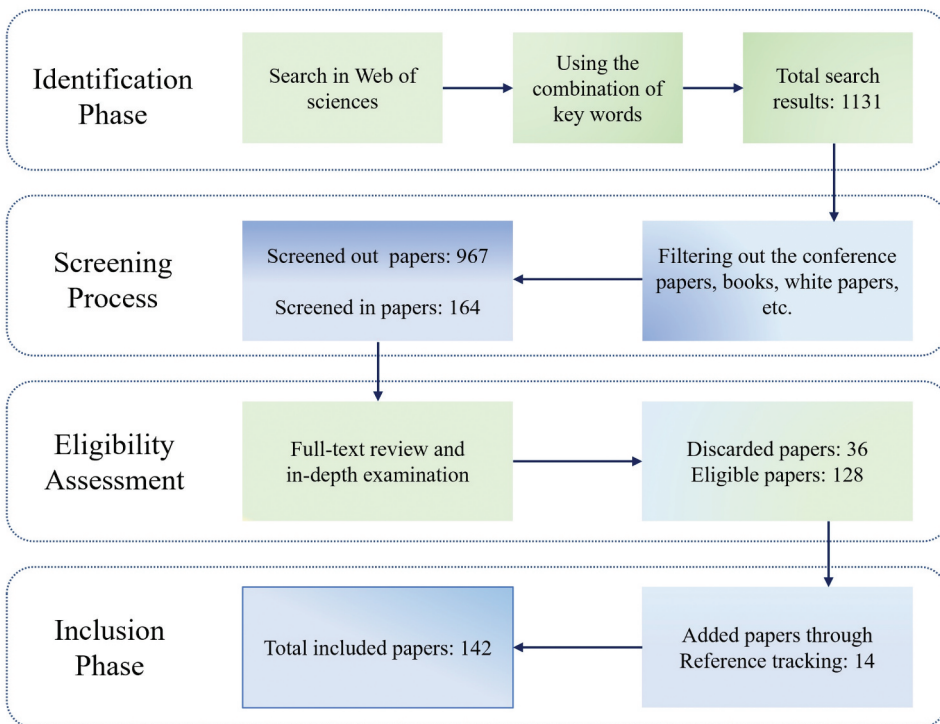 Identification
Phase
Search in Web of
sciences
Using the
combination of
key words
Total search
results: 1131
Screening
Process
Screened out papers: 967
Screened in papers: 164
Filtering out the conference
papers, books, white papers,
etc.
Eligibility
Assessment
Full-text review and
in-depth examination
Discarded papers: 36
Eligible papers: 128
Inclusion
Phase
Total included papers: 142
Added papers through
Reference tracking: 14